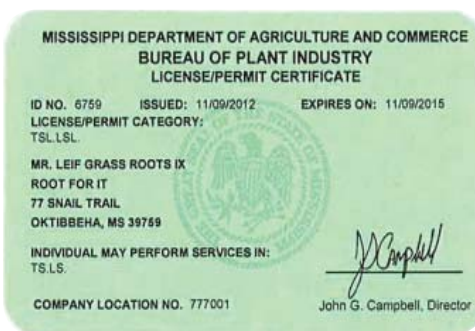 MISSISSIPPI DEPARTMENT OF AGRICULTURE AND COMMERCE
BUREAU OF PLANT INDUSTRY
LICENSE/PERMIT CERTIFICATE
ID NO. 6759 ISSUED: 11/09/2012 EXPIRES ON: 11/09/2015
LICENSE/PERMIT CATEGORY:
TSL.LSL.
MR. LEIF GRASS ROOTS IX
ROOT FOR IT
77 SNAIL TRAIL
OKTIBBEHA, MS 39759
INDIVIDUAL MAY PERFORM SERVICES IN:
TS.LS.
COMPANY LOCATION NO. 777001
John G. Campbell, Director